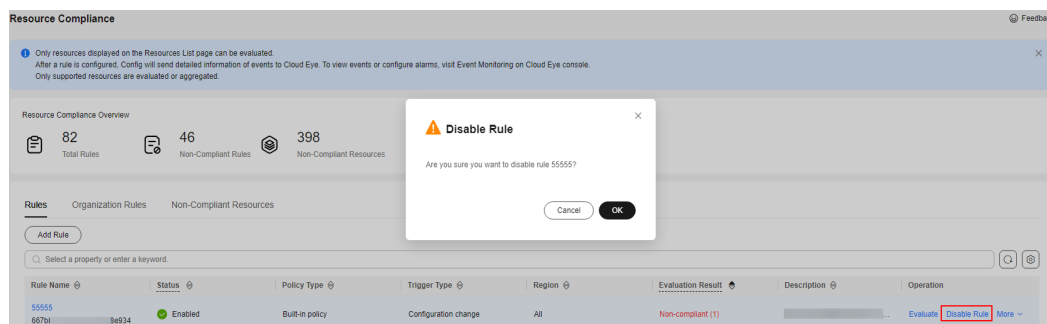 Resource Compliance
Feedba
Only resources displayed on the Resources List page can be evaluated.
After a rule is configured, Config will send detailed information of events to Cloud Eye. To view events or configure alarms, visit Event Monitoring on Cloud Eye console.
Only supported resources are evaluated or aggregated.
Resource Compliance Overview
82
Total Rules
46
Non-Compliant Rules
398
Non-Compliant Resources
Disable Rule
Are you sure you want to disable rule 55555?
Cancel OK
Rules Organization Rules Non-Compliant Resources
Add Rule
Select a property or enter a keyword.
Rule Name Status Policy Type Trigger Type Region Evaluation Result Description Operation
55555
667bl 8e934
Enabled Built-in policy Configuration change All Non-compliant (1) ... Evaluate Disable Rule More